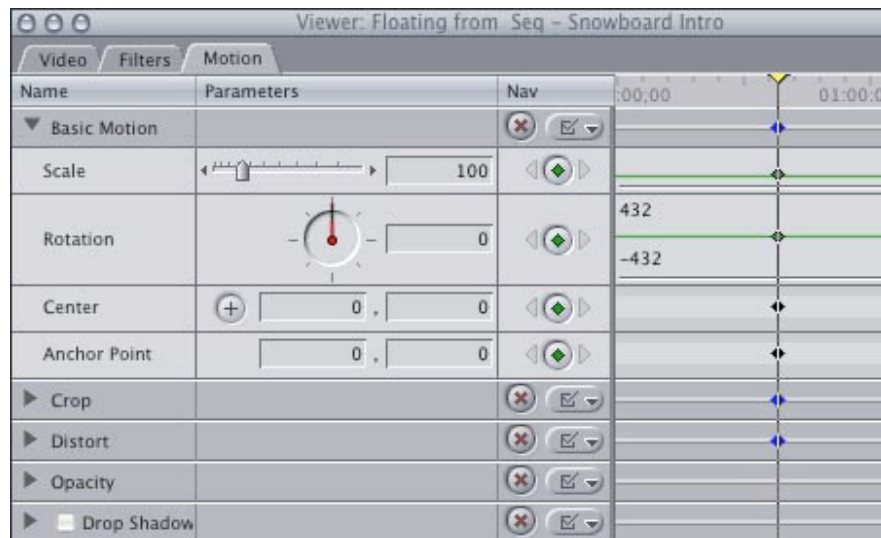 Viewer: Floating from Seq – Snowboard Intro
Video Filters Motion
Name Parameters Nav :00;00 01:00:0
Basic Motion
Scale 100
432
Rotation 0
-432
Center 0 , 0
Anchor Point 0 , 0
Crop
Distort
Opacity
Drop Shadow